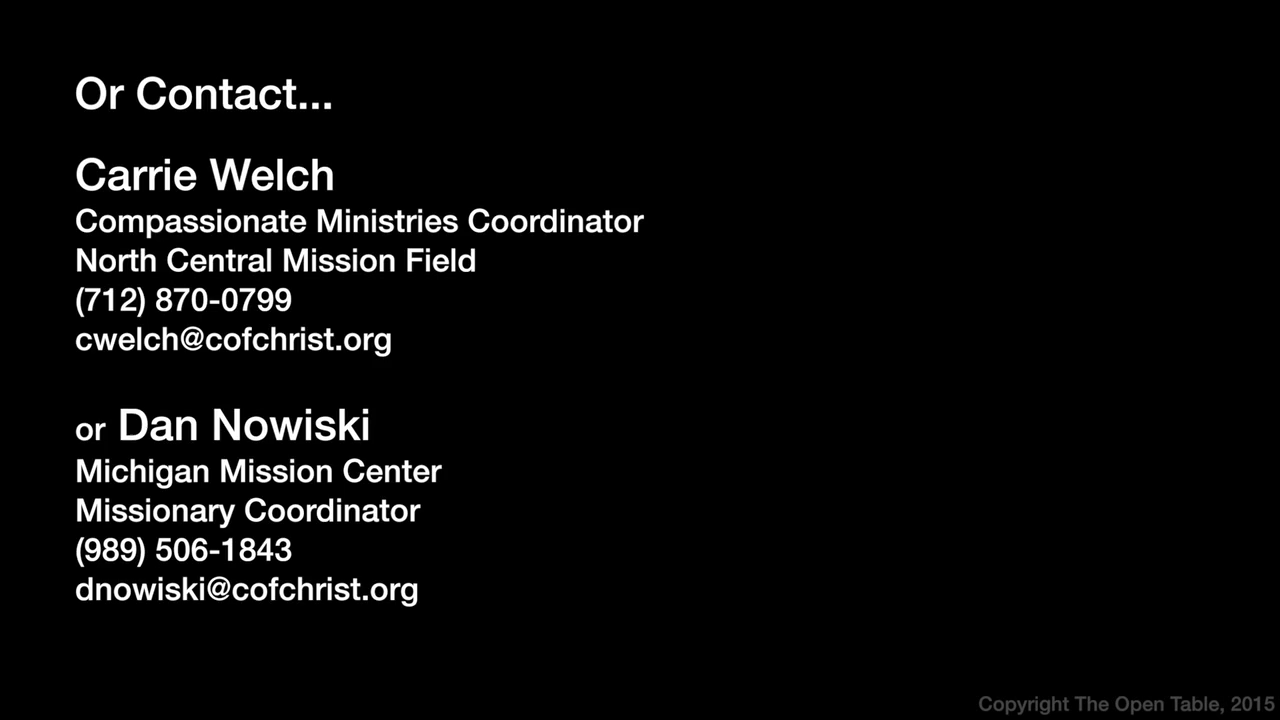 Or Contact...
Carrie Welch
Compassionate Ministries Coordinator
North Central Mission Field
(712) 870-0799
cwelch@cofchrist.org
or Dan Nowiski
Michigan Mission Center
Missionary Coordinator
(989) 506-1843
dnowiski@cofchrist.org
Copyright The Open Table, 2015